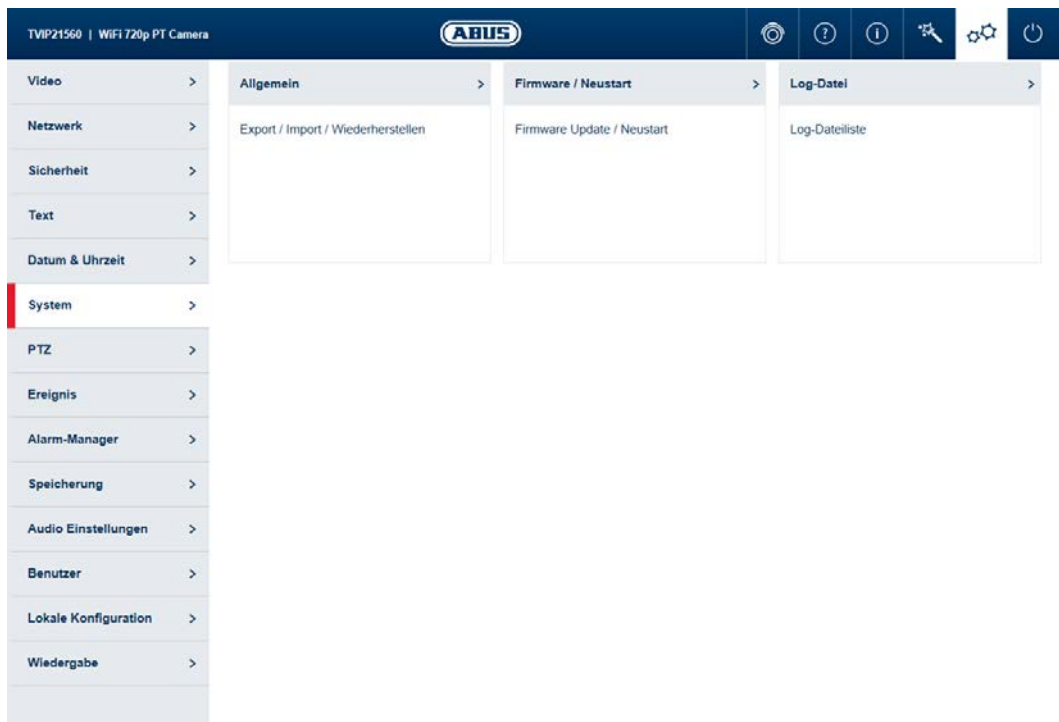 TVIP21560 | WiFi 720p PT Camera
ABUS
Video
Netzwerk
Sicherheit
Text
Datum & Uhrzeit
System
PTZ
Ereignis
Alarm-Manager
Speicherung
Audio Einstellungen
Benutzer
Lokale Konfiguration
Wiedergabe
Allgemein
Export / Import / Wiederherstellen
Firmware / Neustart
Firmware Update / Neustart
Log-Datei
Log-Dateiliste